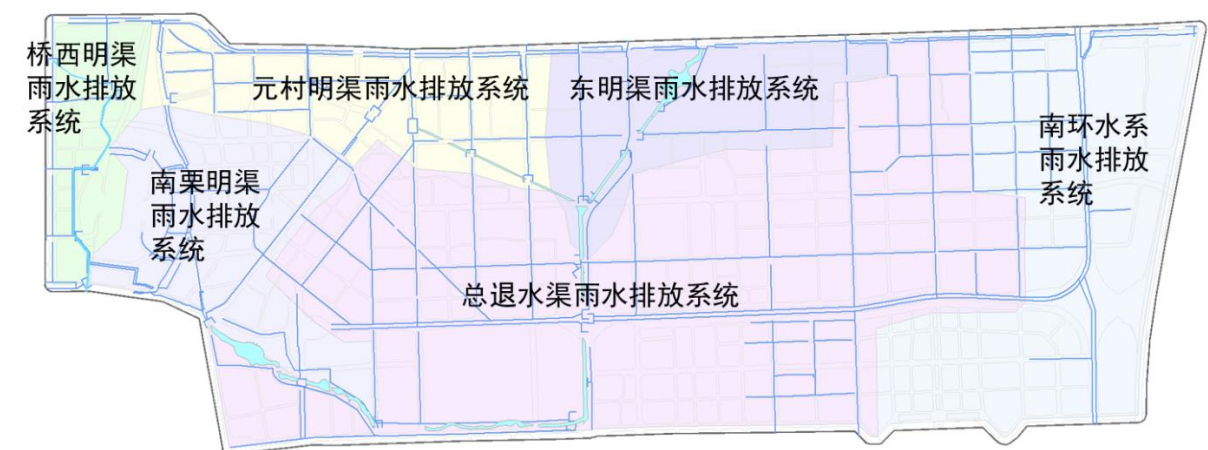 桥西明渠
雨水排放
系统
元村明渠雨水排放系统
东明渠雨水排放系统
南环水系
雨水排放
系统
南栗明渠
雨水排放
系统
总退水渠雨水排放系统